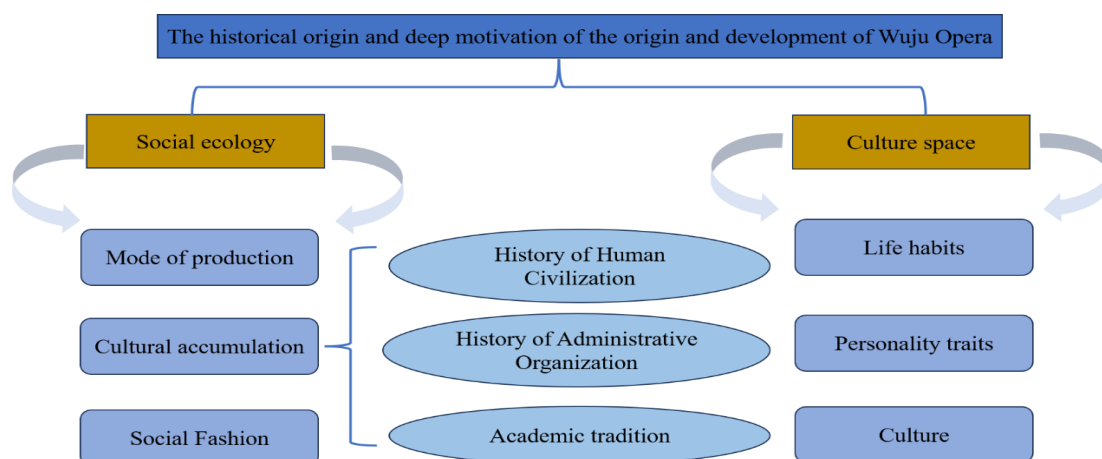 The historical origin and deep motivation of the origin and development of Wuju Opera
Social ecology
Culture space
Mode of production
Cultural accumulation
Social Fashion
History of Human
Civilization
History of Administrative
Organization
Academic tradition
Life habits
Personality traits
Culture